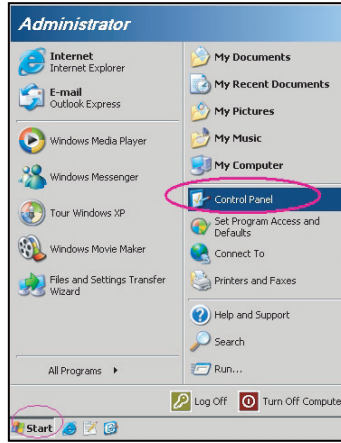 Administrator
Internet
Internet Explorer
E-mail
Outlook Express
Windows Media Player
Windows Messenger
Tour Windows XP
Windows Movie Maker
Files and Settings Transfer
Wizard
All Programs
My Documents
My Recent Documents
My Pictures
My Music
My Computer
Control Panel
Set Program Access and
Defaults
Connect To
Printers and Faxes
Help and Support
Search
Run...
Log Off
Turn Off Compute
Start